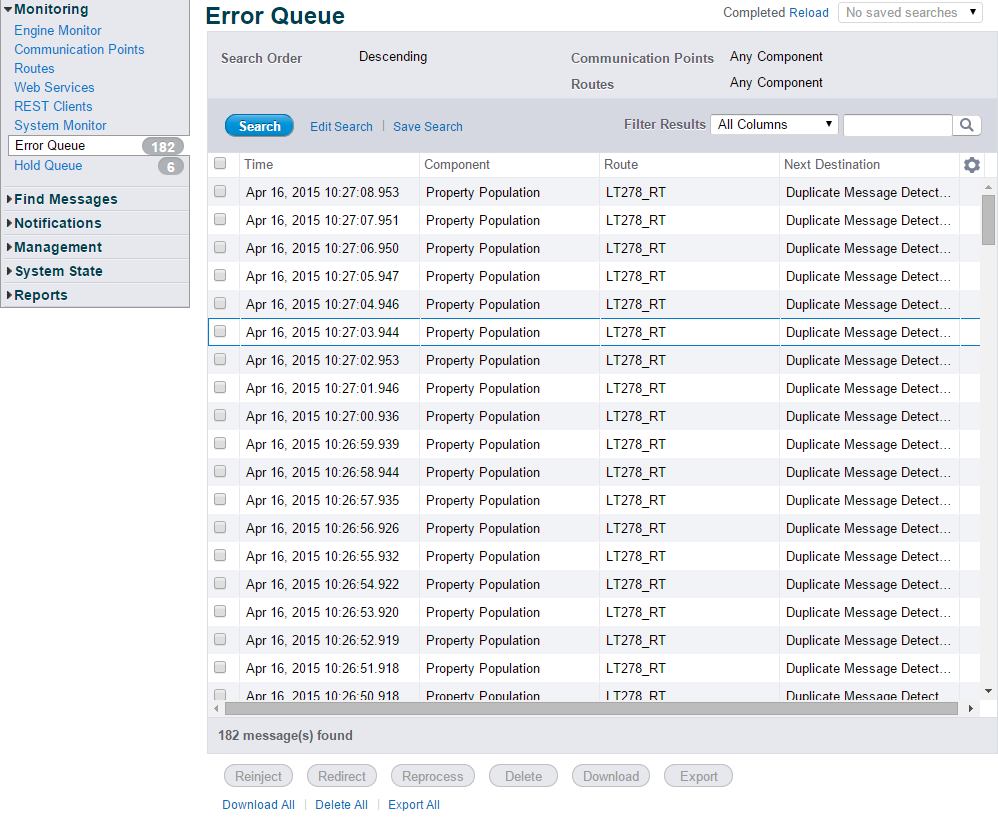 Monitoring
Engine Monitor
Communication Points
Routes
Web Services
REST Clients
System Monitor
Error Queue 182
Hold Queue 6
Find Messages
Notifications
Management
System State
Reports
Error Queue
Completed Reload No saved searches
Search Order Descending Communication Points Any Component
Routes Any Component
Search Edit Search Save Search Filter Results All Columns
Time Component Route Next Destination
Apr 16, 2015 10:27:08.953 Property Population LT278_RT Duplicate Message Detect...
Apr 16, 2015 10:27:07.951 Property Population LT278_RT Duplicate Message Detect...
Apr 16, 2015 10:27:06.950 Property Population LT278_RT Duplicate Message Detect...
Apr 16, 2015 10:27:05.947 Property Population LT278_RT Duplicate Message Detect...
Apr 16, 2015 10:27:04.946 Property Population LT278_RT Duplicate Message Detect...
Apr 16, 2015 10:27:03.944 Property Population LT278_RT Duplicate Message Detect...
Apr 16, 2015 10:27:02.953 Property Population LT278_RT Duplicate Message Detect...
Apr 16, 2015 10:27:01.946 Property Population LT278_RT Duplicate Message Detect...
Apr 16, 2015 10:27:00.936 Property Population LT278_RT Duplicate Message Detect...
Apr 16, 2015 10:26:59.939 Property Population LT278_RT Duplicate Message Detect...
Apr 16, 2015 10:26:58.944 Property Population LT278_RT Duplicate Message Detect...
Apr 16, 2015 10:26:57.935 Property Population LT278_RT Duplicate Message Detect...
Apr 16, 2015 10:26:56.926 Property Population LT278_RT Duplicate Message Detect...
Apr 16, 2015 10:26:55.932 Property Population LT278_RT Duplicate Message Detect...
Apr 16, 2015 10:26:54.922 Property Population LT278_RT Duplicate Message Detect...
Apr 16, 2015 10:26:53.920 Property Population LT278_RT Duplicate Message Detect...
Apr 16, 2015 10:26:52.919 Property Population LT278_RT Duplicate Message Detect...
Apr 16, 2015 10:26:51.918 Property Population LT278_RT Duplicate Message Detect...
Apr 16, 2015 10:26:50.918 Property Population LT278_RT Duplicate Message Detect
182 message(s) found
Reinject Redirect Reprocess Delete Download Export
Download All Delete All Export All